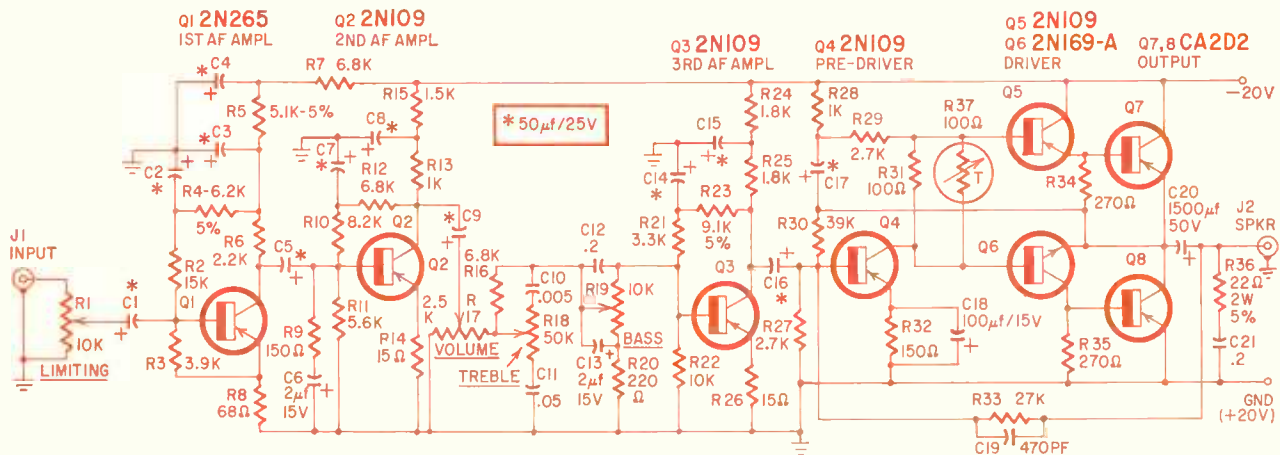 Q1 2N265
1ST AF AMPL
Q2 2N109
2ND AF AMPL
Q3 2N109
3RD AF AMPL
Q4 2N109
PRE-DRIVER
Q5 2N109
Q6 2N169-A
DRIVER
Q7,8 CA2D2
OUTPUT
* C4
+
R7 6.8K
R5
5.1K-5%
* C3
+
C2
*
+
R4-6.2K
5%
R6
2.2K
C5 *
+
J1
INPUT
R1
10K
LIMITING
* C1
+
R2
15K
Q1
R3
3.9K
R8
68Ω
R9
150Ω
C6
2µf
15V
+
R15
1.5K
C8
*
+
C7
*
+
R12
6.8K
R13
1K
R10
8.2K
Q2
Q2
R11
5.6K
R14
15Ω
* C9
+
2.5
K
R
17
VOLUME
6.8K
R16
TREBLE
C10
.005
R18
50K
C11
.05
C12
.2
R19
10K
BASS
C13
2µf
15V
+
R20
220
Ω
* 50µf/25V
R24
1.8K
C15
*
+
C14
*
+
R25
1.8K
R23
9.1K
5%
R21
3.3K
Q3
C16
*
+
R22
10K
R26
15Ω
R27
2.7K
R28
1K
R29
2.7K
* C17
+
R31
100Ω
R37
100Ω
T
R30
39K
Q4
C18
100µf/15V
+
R32
150Ω
Q5
Q7
R34
270Ω
Q6
Q8
R35
270Ω
C20
1500µf
50V
+
J2
SPKR
R36
22Ω
2W
5%
C21
.2
−20V
GND
(+20V)
R33 27K
C19 470PF